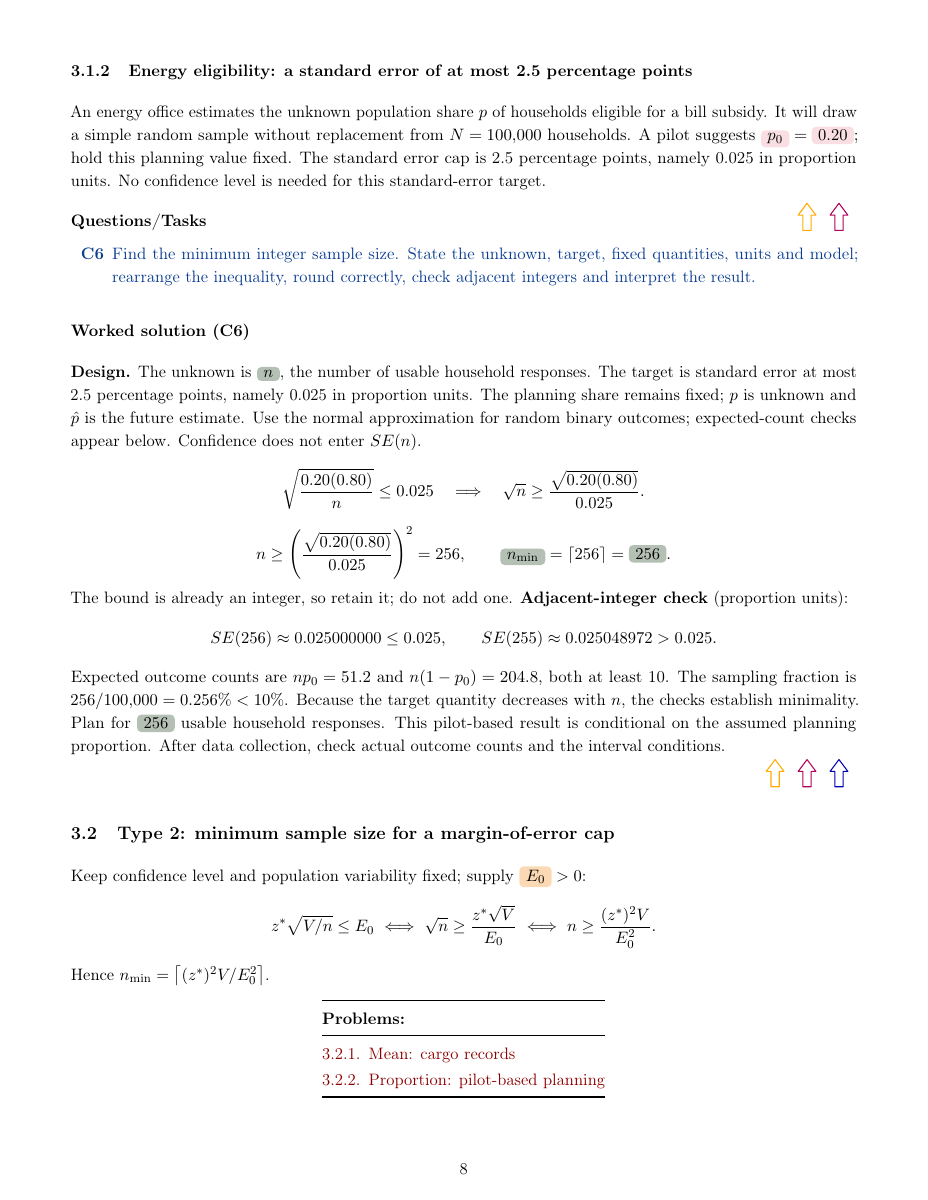 3.1.2 Energy eligibility: a standard error of at most 2.5 percentage points
An energy office estimates the unknown population share p of households eligible for a bill subsidy. It will draw
a simple random sample without replacement from N = 100,000 households. A pilot suggests p₀ = 0.20 ;
hold this planning value fixed. The standard error cap is 2.5 percentage points, namely 0.025 in proportion
units. No confidence level is needed for this standard-error target.
Questions/Tasks
C6 Find the minimum integer sample size. State the unknown, target, fixed quantities, units and model;
rearrange the inequality, round correctly, check adjacent integers and interpret the result.
Worked solution (C6)
Design. The unknown is n , the number of usable household responses. The target is standard error at most
2.5 percentage points, namely 0.025 in proportion units. The planning share remains fixed; p is unknown and
p̂ is the future estimate. Use the normal approximation for random binary outcomes; expected-count checks
appear below. Confidence does not enter SE(n).
√(0.20(0.80)/n) ≤ 0.025 ⟹ √n ≥ √(0.20(0.80))/0.025.
n ≥ (√(0.20(0.80))/0.025)² = 256, n_min = ⌈256⌉ = 256 .
The bound is already an integer, so retain it; do not add one. Adjacent-integer check (proportion units):
SE(256) ≈ 0.025000000 ≤ 0.025, SE(255) ≈ 0.025048972 > 0.025.
Expected outcome counts are np₀ = 51.2 and n(1 − p₀) = 204.8, both at least 10. The sampling fraction is
256/100,000 = 0.256% < 10%. Because the target quantity decreases with n, the checks establish minimality.
Plan for 256 usable household responses. This pilot-based result is conditional on the assumed planning
proportion. After data collection, check actual outcome counts and the interval conditions.
3.2 Type 2: minimum sample size for a margin-of-error cap
Keep confidence level and population variability fixed; supply E₀ > 0:
z*√(V/n) ≤ E₀ ⟺ √n ≥ z*√V/E₀ ⟺ n ≥ (z*)²V/E₀².
Hence n_min = ⌈(z*)²V/E₀²⌉.
Problems:
3.2.1. Mean: cargo records
3.2.2. Proportion: pilot-based planning
8